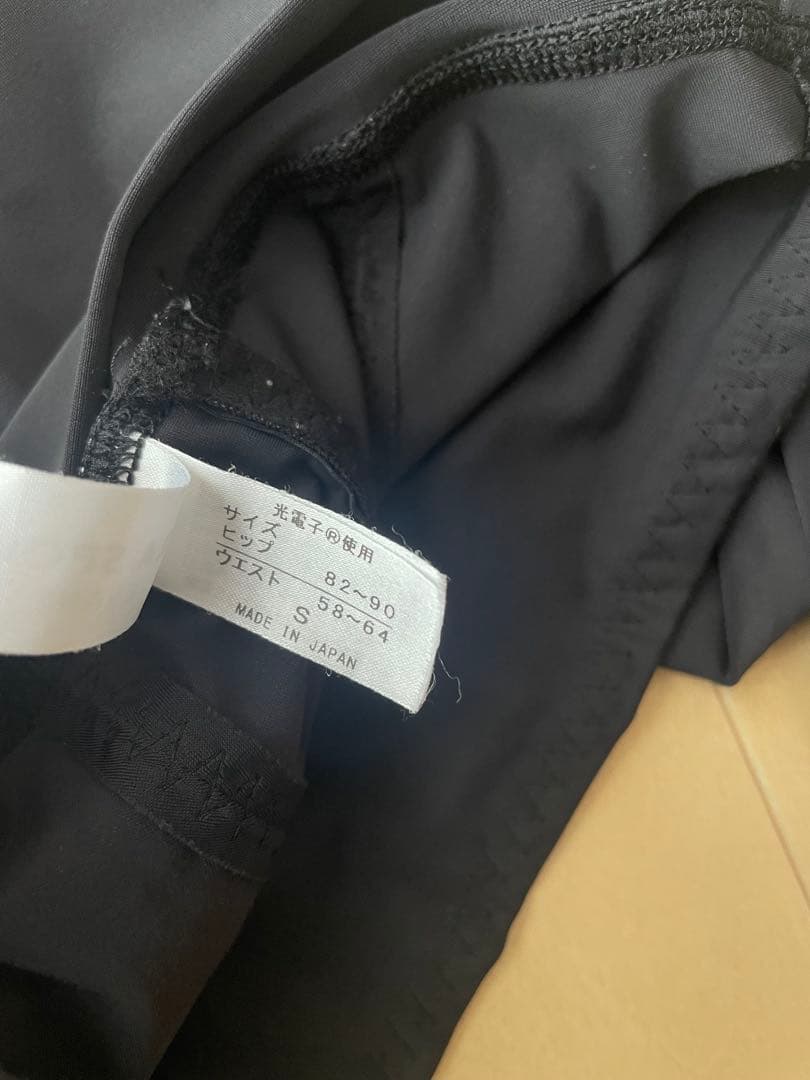 光電子®使用
サイズ
ヒップ 82~90
ウエスト 58~64
S
MADE IN JAPAN